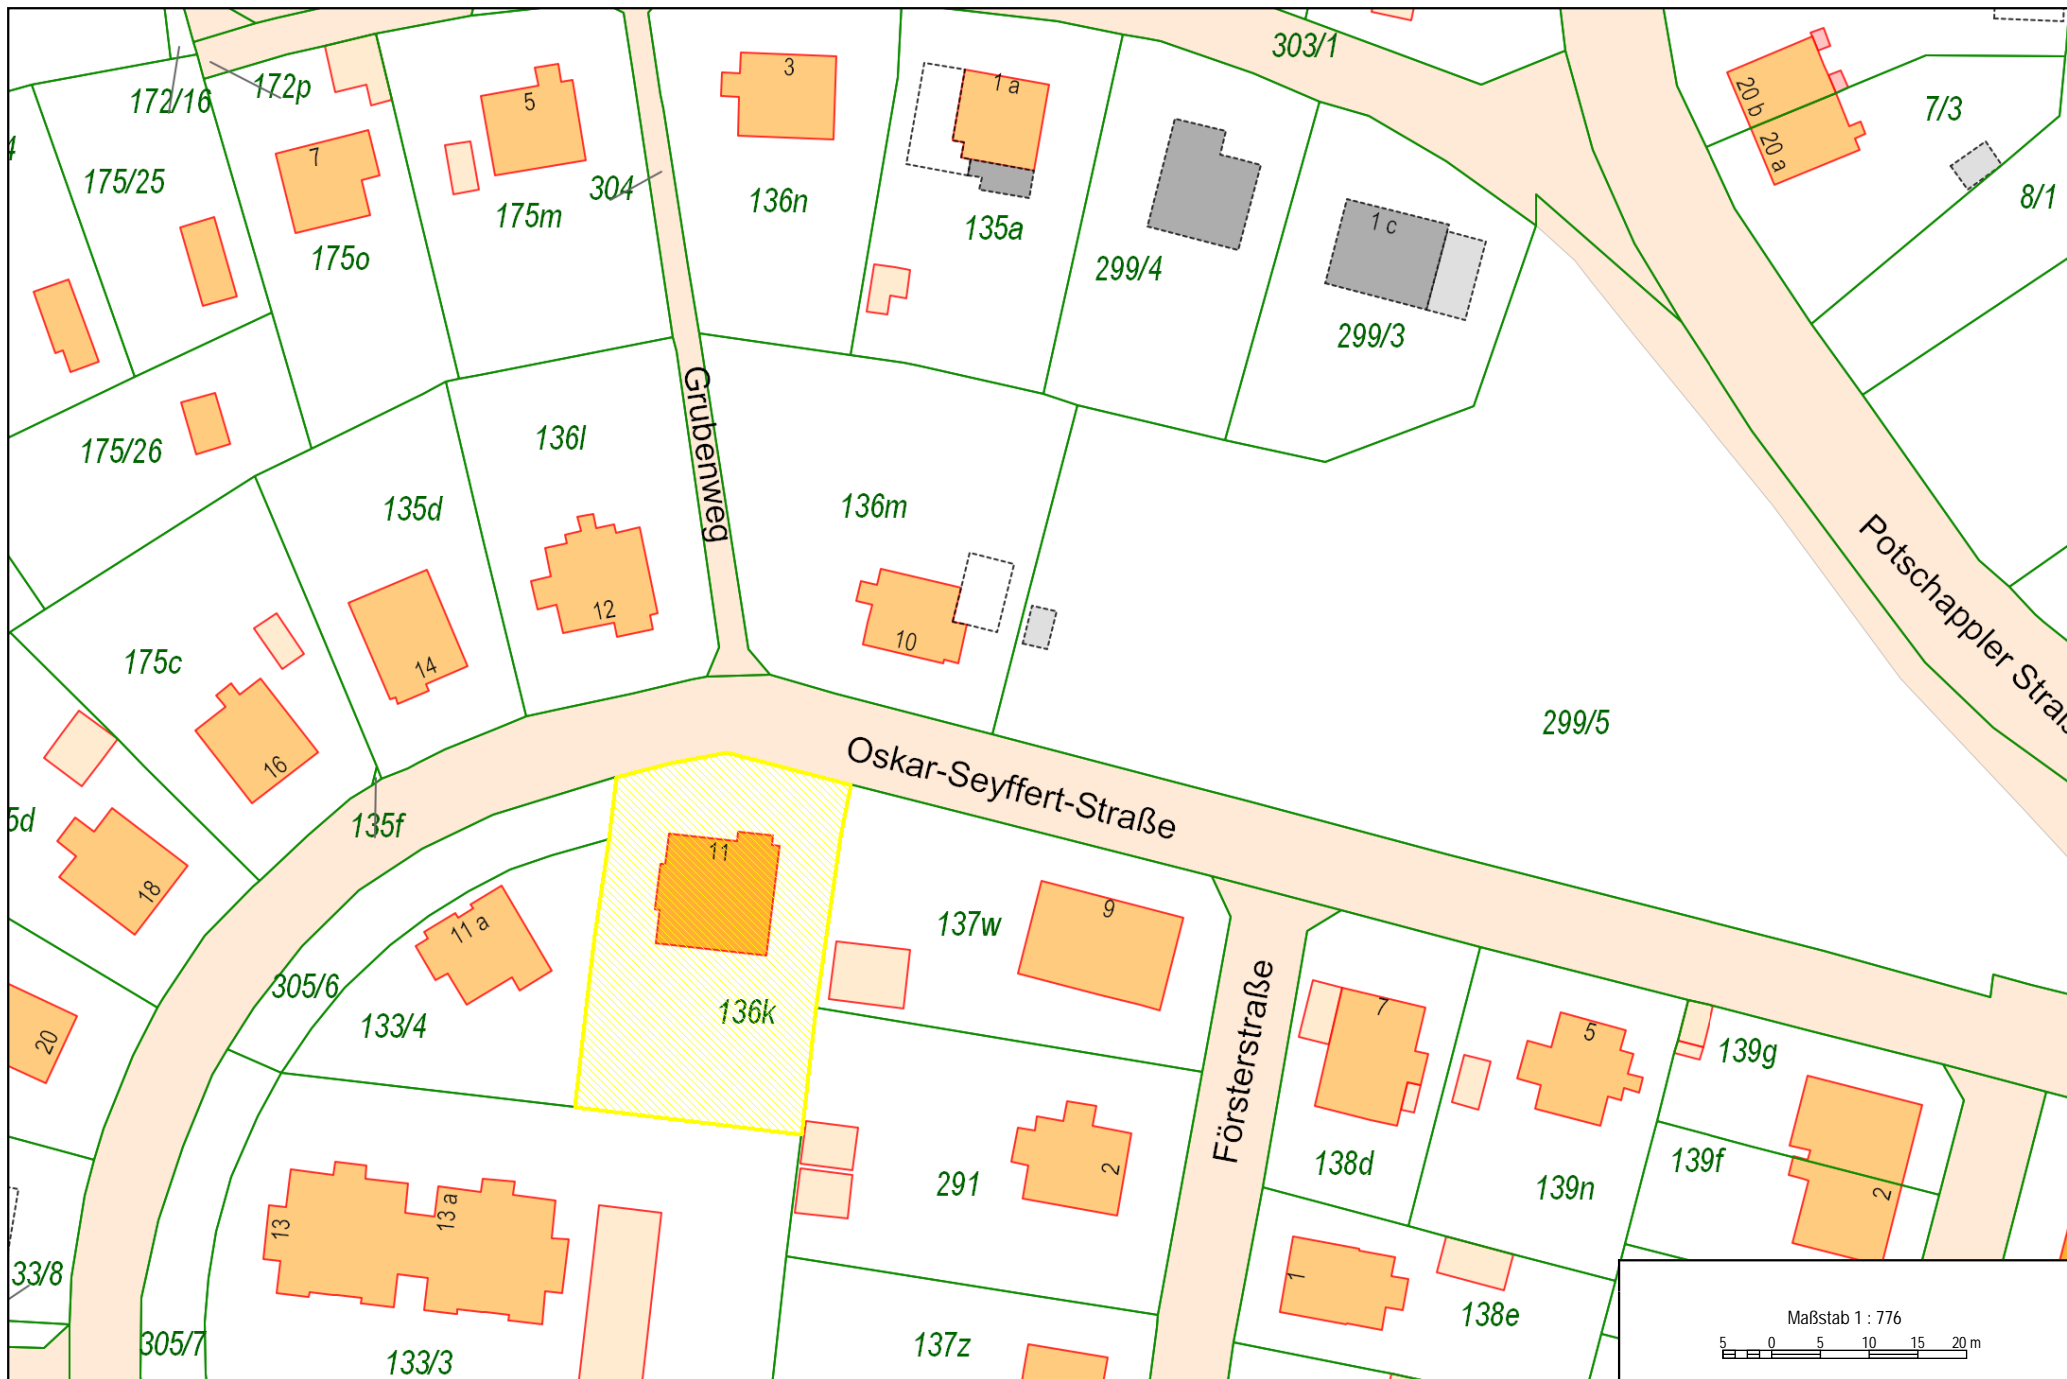 303/1
3
1 a
172/16
172p
5
20 b
20 a
7/3
7
175/25
304
136n
175m
135a
1 c
8/1
175o
299/4
299/3
Grubenweg
136l
175/26
135d
136m
Potschappler Straß
12
10
14
175c
299/5
16
Oskar-Seyffert-Straße
135f
5d
11
18
11 a
9
137w
305/6
136k
133/4
20
Försterstraße
7
5
139g
138d
139f
139n
291
2
2
13
13 a
33/8
1
138e
305/7
133/3
137z
Maßstab 1 : 776
5 0 5 10 15 20 m